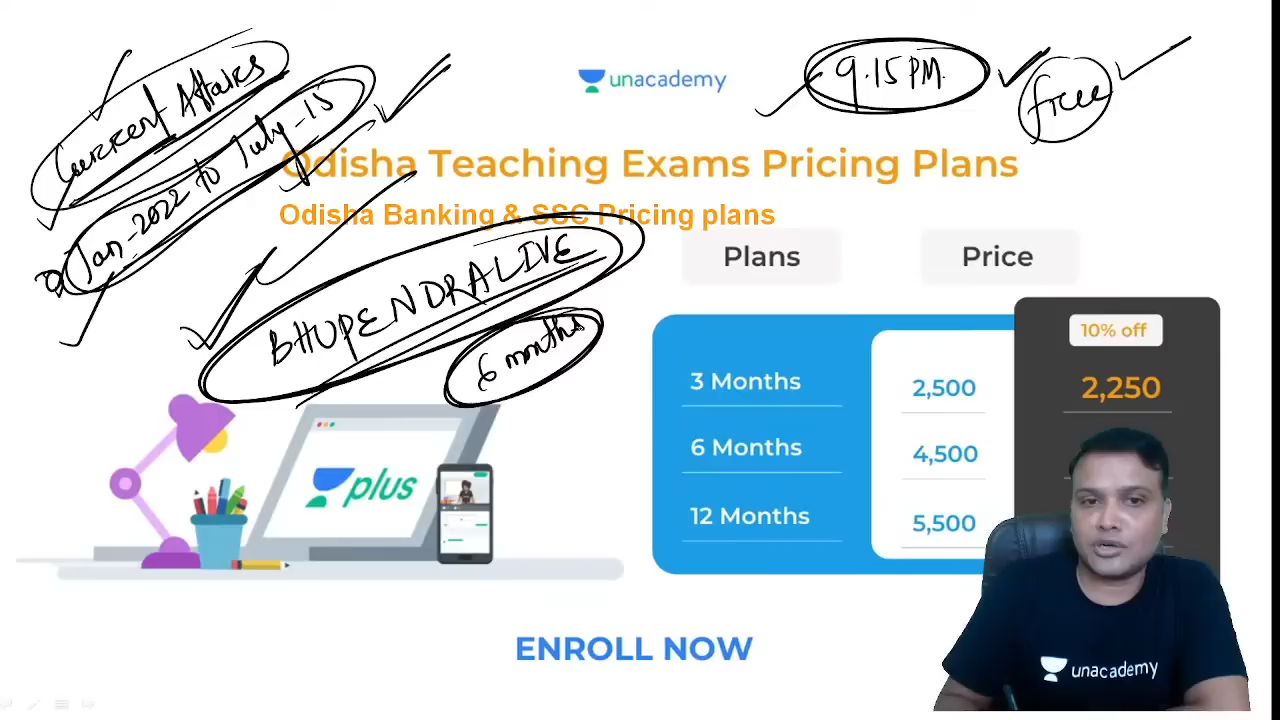 Current Affairs
Jan-2022 to July-15
9.15 PM
free
unacademy
Odisha Teaching Exams Pricing Plans
Odisha Banking & SSC Pricing plans
BHUPENDRALIVE
6 months
Plans
Price
10% off
3 Months
2,500
2,250
6 Months
4,500
12 Months
5,500
plus
ENROLL NOW
unacademy